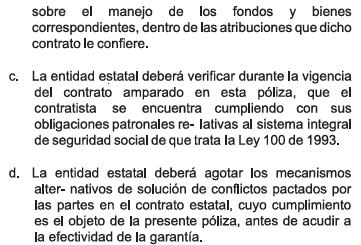 sobre el manejo de los fondos y bienes
correspondientes, dentro de las atribuciones que dicho
contrato le confiere.
c. La entidad estatal deberá verificar durante la vigencia
del contrato amparado en esta póliza, que el
contratista se encuentra cumpliendo con sus
obligaciones patronales re- lativas al sistema integral
de seguridad social de que trata la Ley 100 de 1993.
d. La entidad estatal deberá agotar los mecanismos
alter- nativos de solución de conflictos pactados por
las partes en el contrato estatal, cuyo cumplimiento
es el objeto de la presente póliza, antes de acudir a
la efectividad de la garantía.